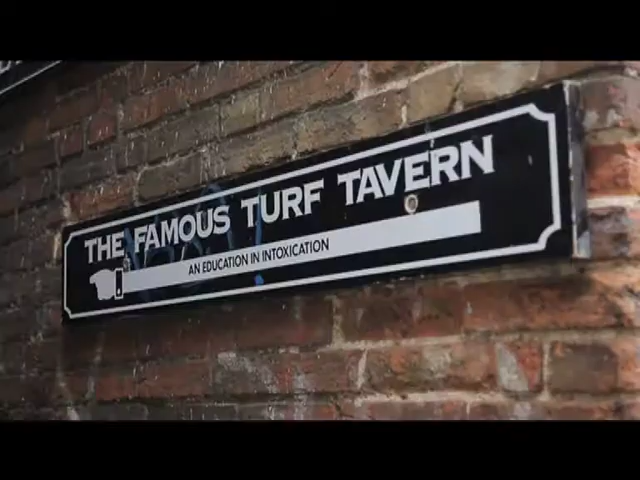 THE FAMOUS TURF TAVERN
AN EDUCATION IN INTOXICATION